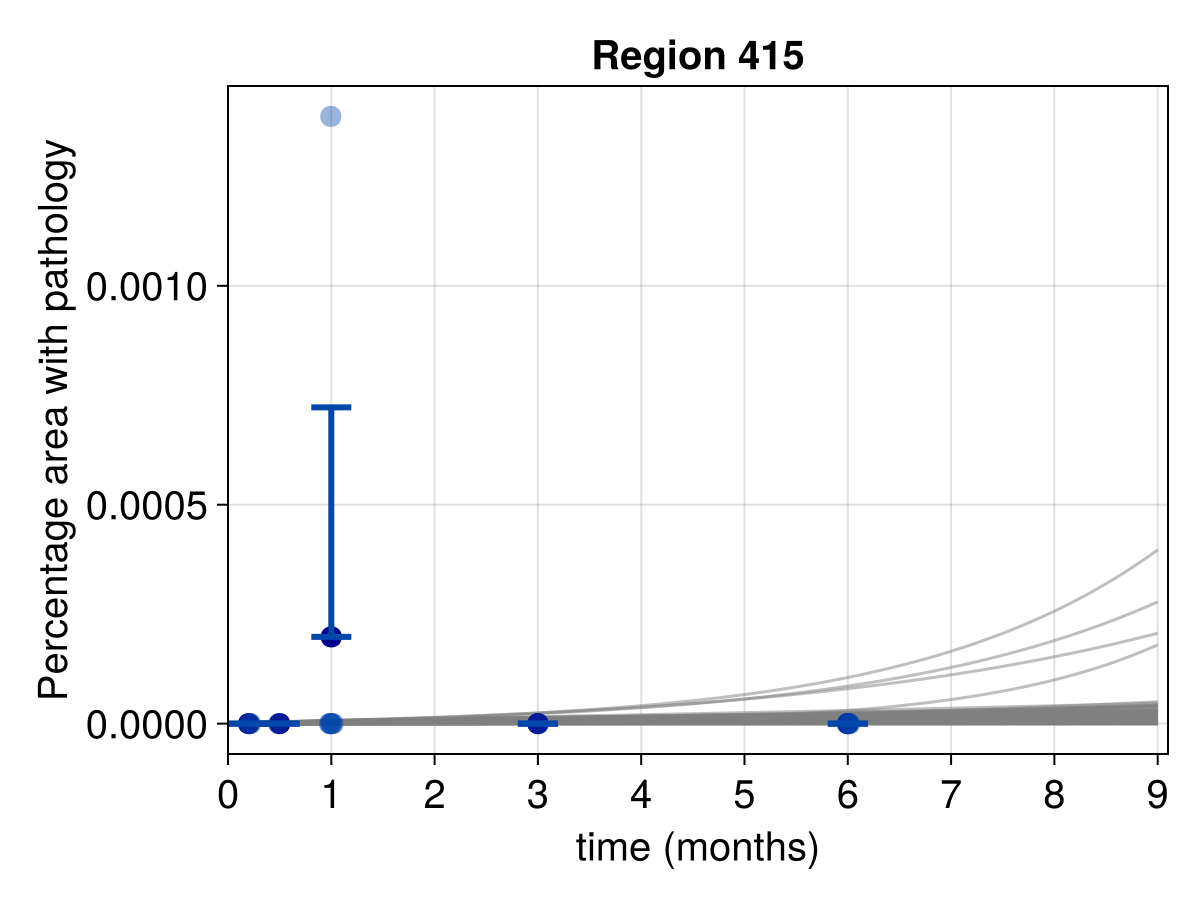 Region 415
Percentage area with pathology
0.0010
0.0005
0.0000
0 1 2 3 4 5 6 7 8 9
time (months)